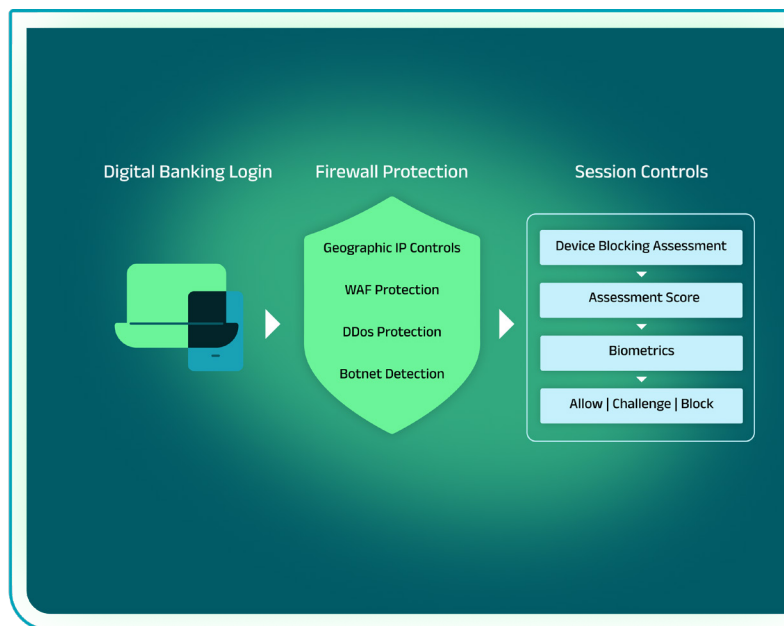 Digital Banking Login
Firewall Protection
Geographic IP Controls
WAF Protection
DDos Protection
Botnet Detection
Session Controls
Device Blocking Assessment
Assessment Score
Biometrics
Allow | Challenge | Block